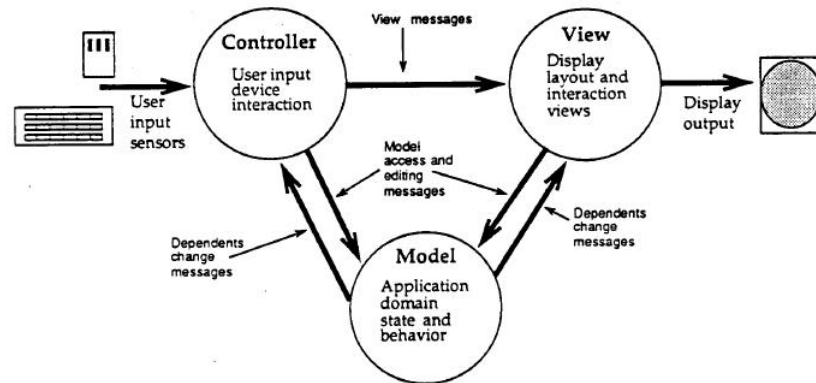 View messages
Controller
User input
device
interaction
View
Display
layout and
interaction
views
User
input
sensors
Display
output
Model
access and
editing
messages
Dependents
change
messages
Dependents
change
messages
Model
Application
domain
state and
behavior